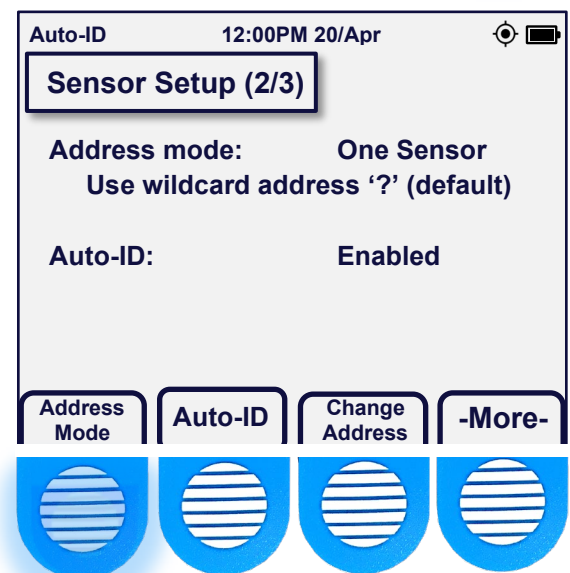 Auto-ID 12:00PM 20/Apr
Sensor Setup (2/3)
Address mode: One Sensor
Use wildcard address ‘?’ (default)
Auto-ID: Enabled
Address Mode
Auto-ID
Change Address
-More-